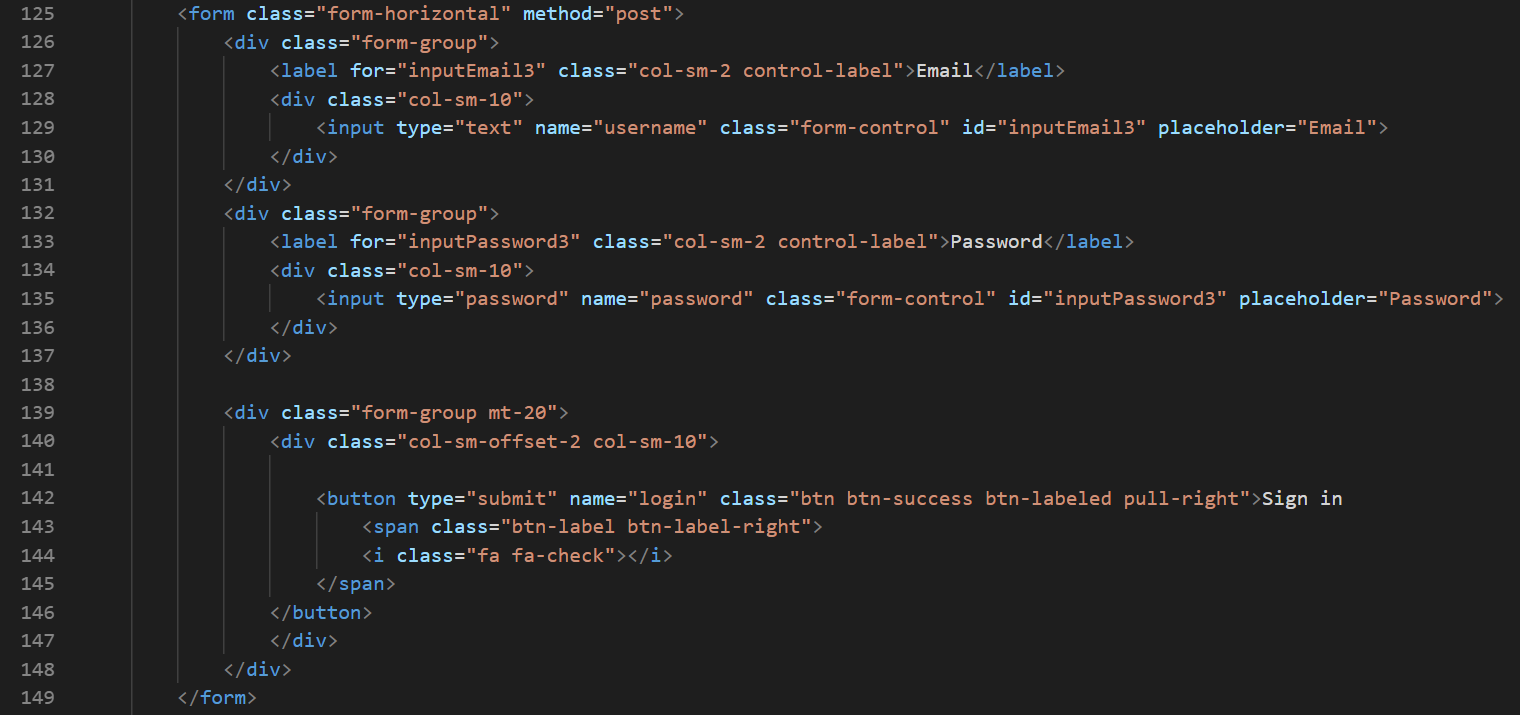 125 <form class="form-horizontal" method="post">
126 <div class="form-group">
127 <label for="inputEmail3" class="col-sm-2 control-label">Email</label>
128 <div class="col-sm-10">
129 <input type="text" name="username" class="form-control" id="inputEmail3" placeholder="Email">
130 </div>
131 </div>
132 <div class="form-group">
133 <label for="inputPassword3" class="col-sm-2 control-label">Password</label>
134 <div class="col-sm-10">
135 <input type="password" name="password" class="form-control" id="inputPassword3" placeholder="Password">
136 </div>
137 </div>
138
139 <div class="form-group mt-20">
140 <div class="col-sm-offset-2 col-sm-10">
141
142 <button type="submit" name="login" class="btn btn-success btn-labeled pull-right">Sign in
143 <span class="btn-label btn-label-right">
144 <i class="fa fa-check"></i>
145 </span>
146 </button>
147 </div>
148 </div>
149 </form>